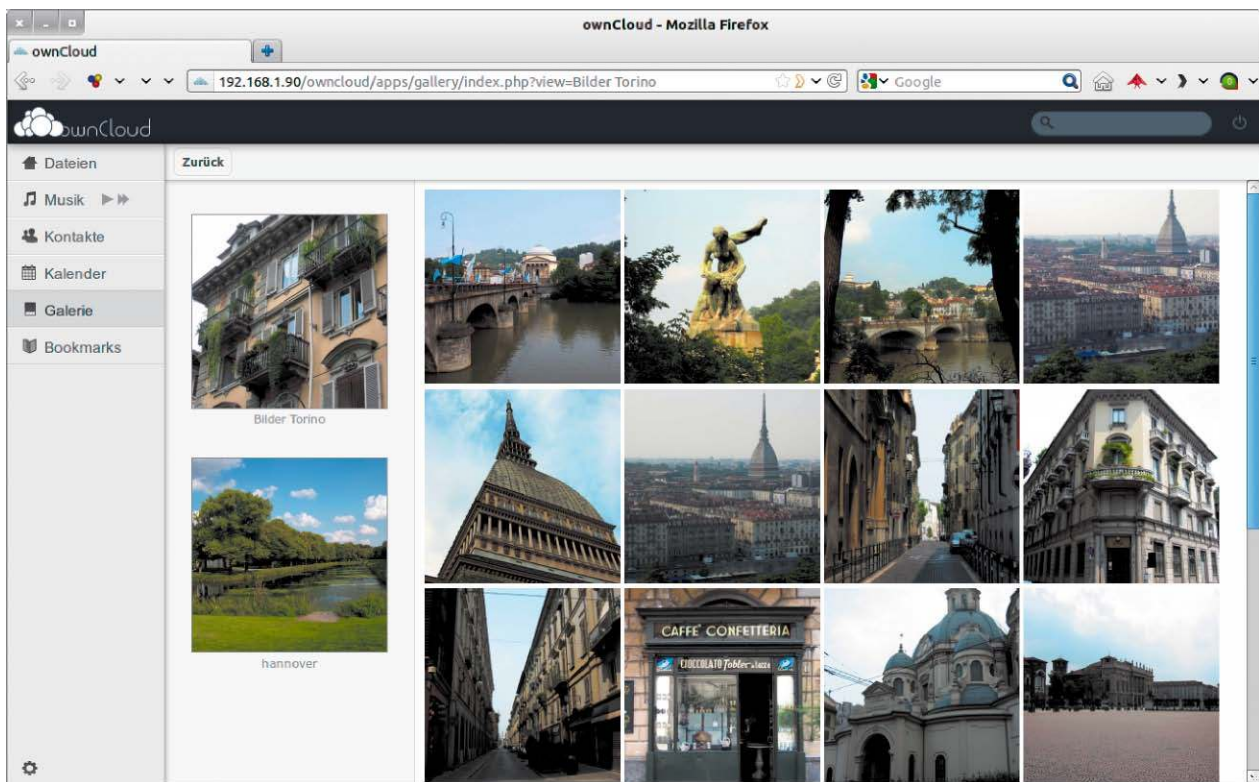 ownCloud - Mozilla Firefox
ownCloud
192.168.1.90/owncloud/apps/gallery/index.php?view=Bilder Torino
Google
ownCloud
Dateien
Zurück
Musik
Kontakte
Kalender
Galerie
Bookmarks
Bilder Torino
hannover
CAFFE' CONFETTERIA
CIOCCOLATO Tobler